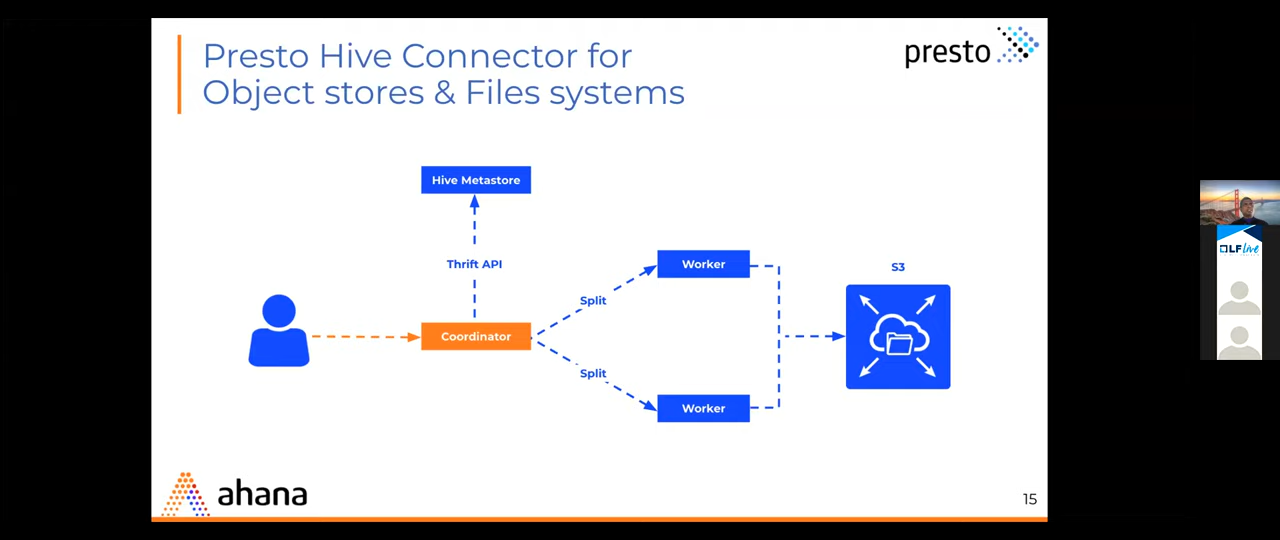 Presto Hive Connector for
Object stores & Files systems
presto
Hive Metastore
Thrift API
Worker
S3
Split
Coordinator
Split
Worker
ahana
15
LF Live